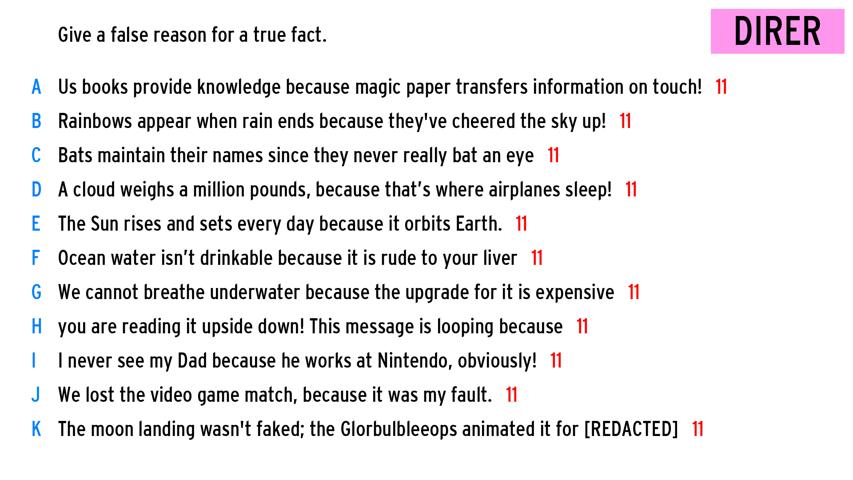 Give a false reason for a true fact.
DIRER
A Us books provide knowledge because magic paper transfers information on touch! 11
B Rainbows appear when rain ends because they've cheered the sky up! 11
C Bats maintain their names since they never really bat an eye 11
D A cloud weighs a million pounds, because that’s where airplanes sleep! 11
E The Sun rises and sets every day because it orbits Earth. 11
F Ocean water isn’t drinkable because it is rude to your liver 11
G We cannot breathe underwater because the upgrade for it is expensive 11
H you are reading it upside down! This message is looping because 11
I I never see my Dad because he works at Nintendo, obviously! 11
J We lost the video game match, because it was my fault. 11
K The moon landing wasn't faked; the Glorbulbleeops animated it for [REDACTED] 11